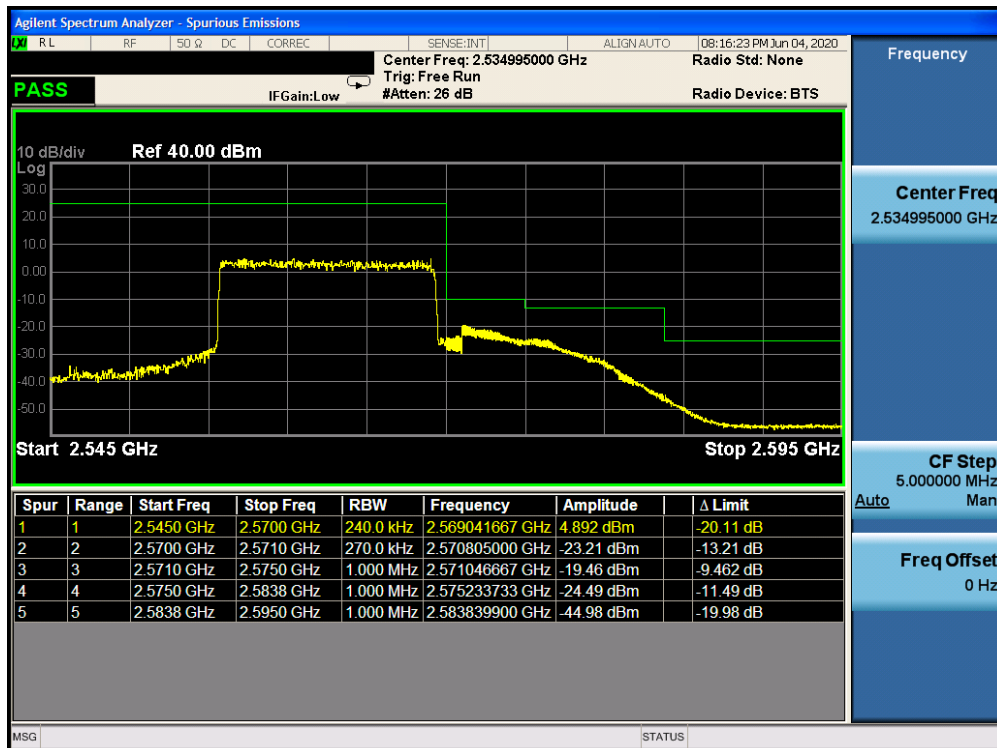 Agilent Spectrum Analyzer - Spurious Emissions
LXI RL RF 50 Ω DC CORREC SENSE:INT ALIGN AUTO 08:16:23 PM Jun 04, 2020
Center Freq: 2.534995000 GHz Radio Std: None
Trig: Free Run
PASS IFGain:Low #Atten: 26 dB Radio Device: BTS
Frequency
10 dB/div Ref 40.00 dBm
Log
30.0
20.0
10.0
0.00
-10.0
-20.0
-30.0
-40.0
-50.0
Start 2.545 GHz Stop 2.595 GHz
Spur Range Start Freq Stop Freq RBW Frequency Amplitude Δ Limit
1 1 2.5450 GHz 2.5700 GHz 240.0 kHz 2.569041667 GHz 4.892 dBm -20.11 dB
2 2 2.5700 GHz 2.5710 GHz 270.0 kHz 2.570805000 GHz -23.21 dBm -13.21 dB
3 3 2.5710 GHz 2.5750 GHz 1.000 MHz 2.571046667 GHz -19.46 dBm -9.462 dB
4 4 2.5750 GHz 2.5838 GHz 1.000 MHz 2.575233733 GHz -24.49 dBm -11.49 dB
5 5 2.5838 GHz 2.5950 GHz 1.000 MHz 2.583839900 GHz -44.98 dBm -19.98 dB
Center Freq
2.534995000 GHz
CF Step
5.000000 MHz
Auto Man
Freq Offset
0 Hz
MSG STATUS